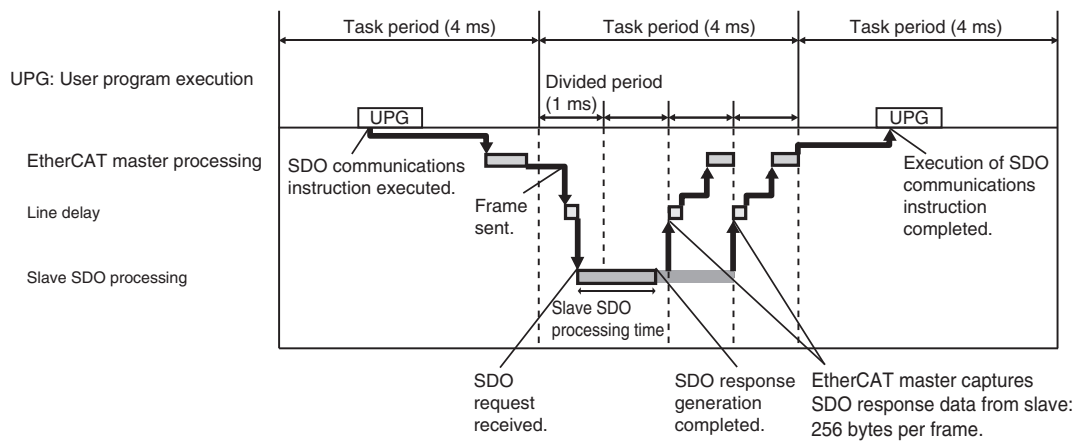 Task period (4 ms)
Task period (4 ms)
Task period (4 ms)
UPG: User program execution
Divided period
(1 ms)
UPG
UPG
EtherCAT master processing
SDO communications
instruction executed.
Execution of SDO
communications
instruction
completed.
Frame
sent.
Line delay
Slave SDO processing
Slave SDO
processing time
SDO
request
received.
SDO response
generation
completed.
EtherCAT master captures
SDO response data from slave:
256 bytes per frame.